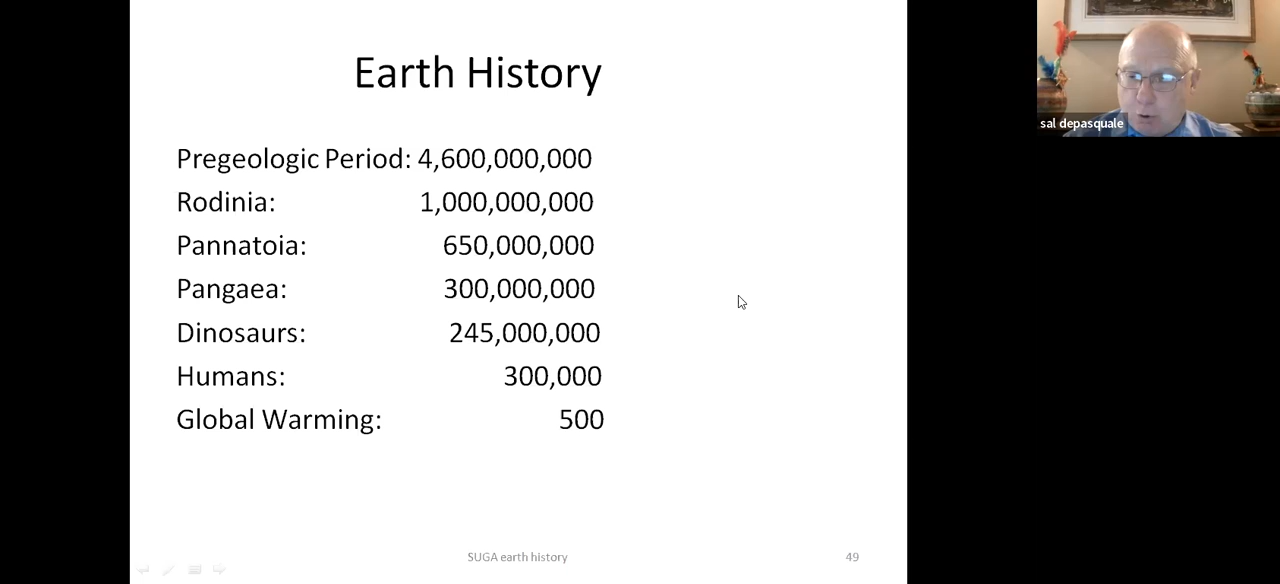 Earth History
Pregeologic Period: 4,600,000,000
Rodinia: 1,000,000,000
Pannatoia: 650,000,000
Pangaea: 300,000,000
Dinosaurs: 245,000,000
Humans: 300,000
Global Warming: 500
SUGA earth history
49
sal depasquale